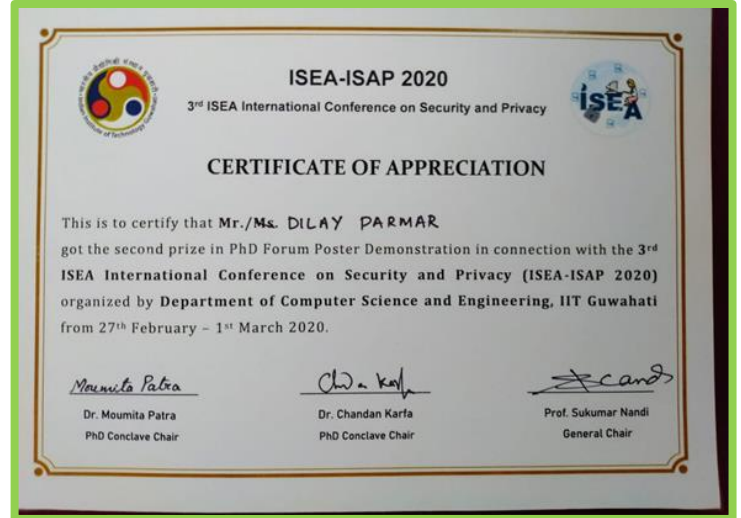 ISEA-ISAP 2020
3rd ISEA International Conference on Security and Privacy
ISEA
CERTIFICATE OF APPRECIATION
This is to certify that Mr./Ms. DILAY PARMAR
got the second prize in PhD Forum Poster Demonstration in connection with the 3rd
ISEA International Conference on Security and Privacy (ISEA-ISAP 2020)
organized by Department of Computer Science and Engineering, IIT Guwahati
from 27th February – 1st March 2020.
Moumita Patra
Dr. Moumita Patra
PhD Conclave Chair
Dr. Chandan Karfa
PhD Conclave Chair
Prof. Sukumar Nandi
General Chair